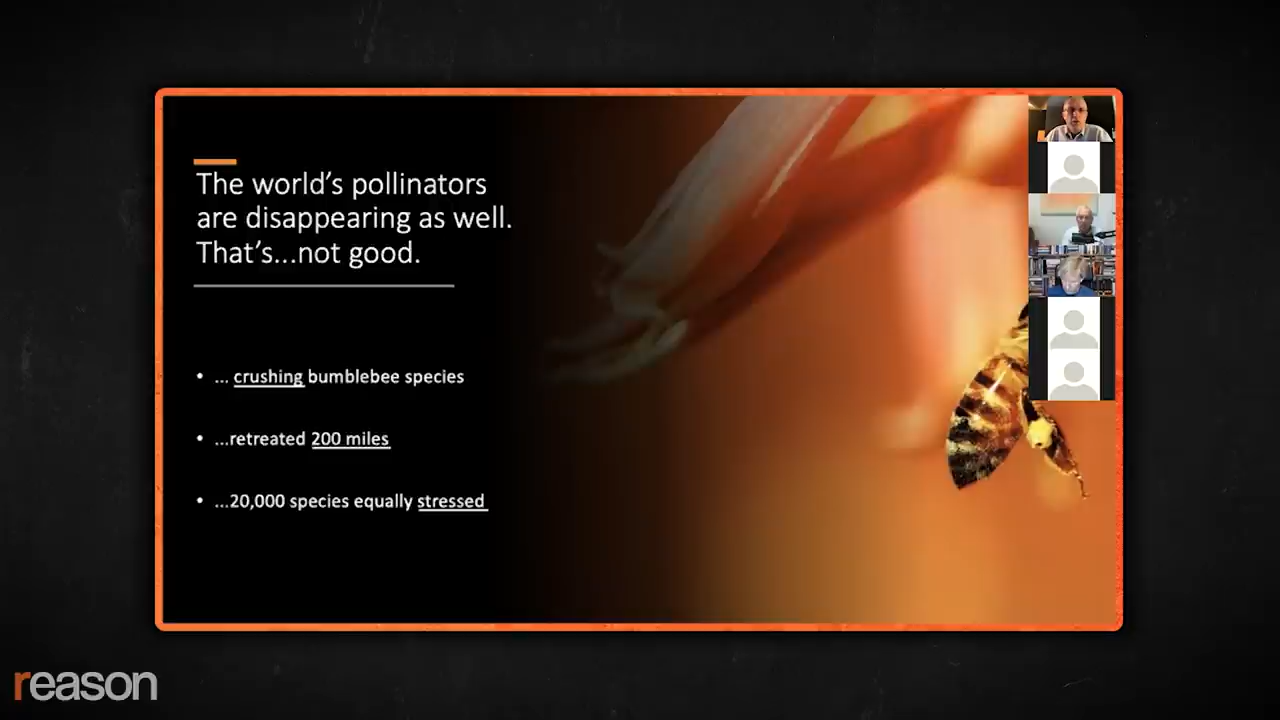 The world's pollinators
are disappearing as well.
That's...not good.
• ... crushing bumblebee species
• ...retreated 200 miles
• ...20,000 species equally stressed
reason